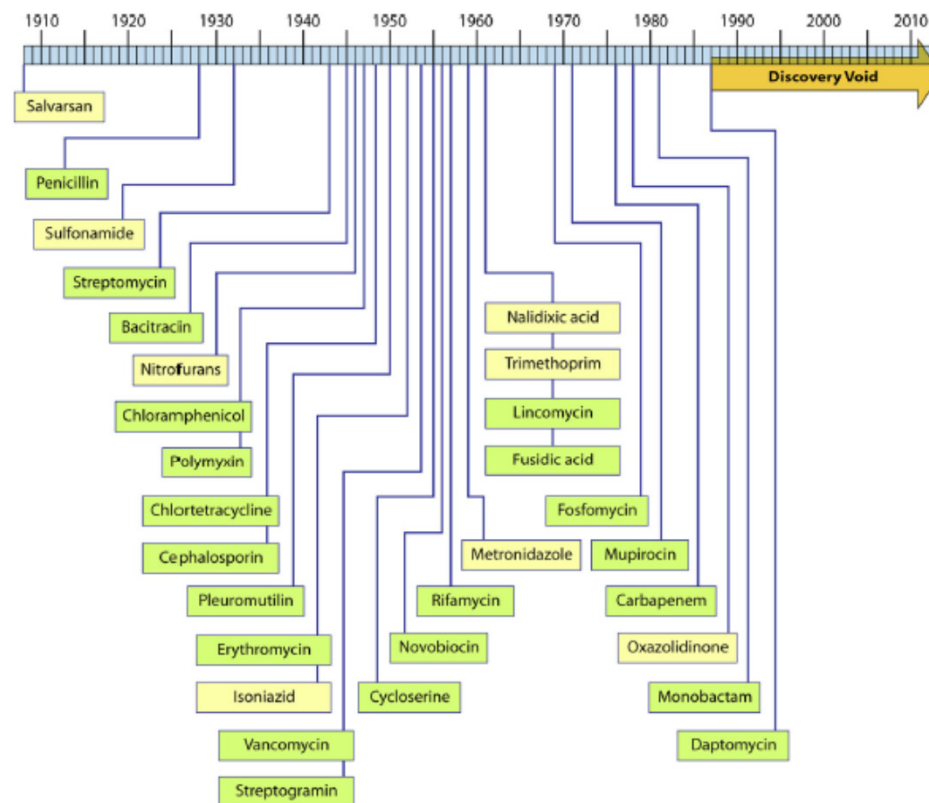 1910 1920 1930 1940 1950 1960 1970 1980 1990 2000 2010
Discovery Void
Salvarsan
Penicillin
Sulfonamide
Streptomycin
Bacitracin
Nitrofurans
Chloramphenicol
Polymyxin
Chlortetracycline
Cephalosporin
Pleuromutilin
Erythromycin
Isoniazid
Vancomycin
Streptogramin
Cycloserine
Novobiocin
Rifamycin
Metronidazole
Nalidixic acid
Trimethoprim
Lincomycin
Fusidic acid
Fosfomycin
Mupirocin
Carbapenem
Oxazolidinone
Monobactam
Daptomycin